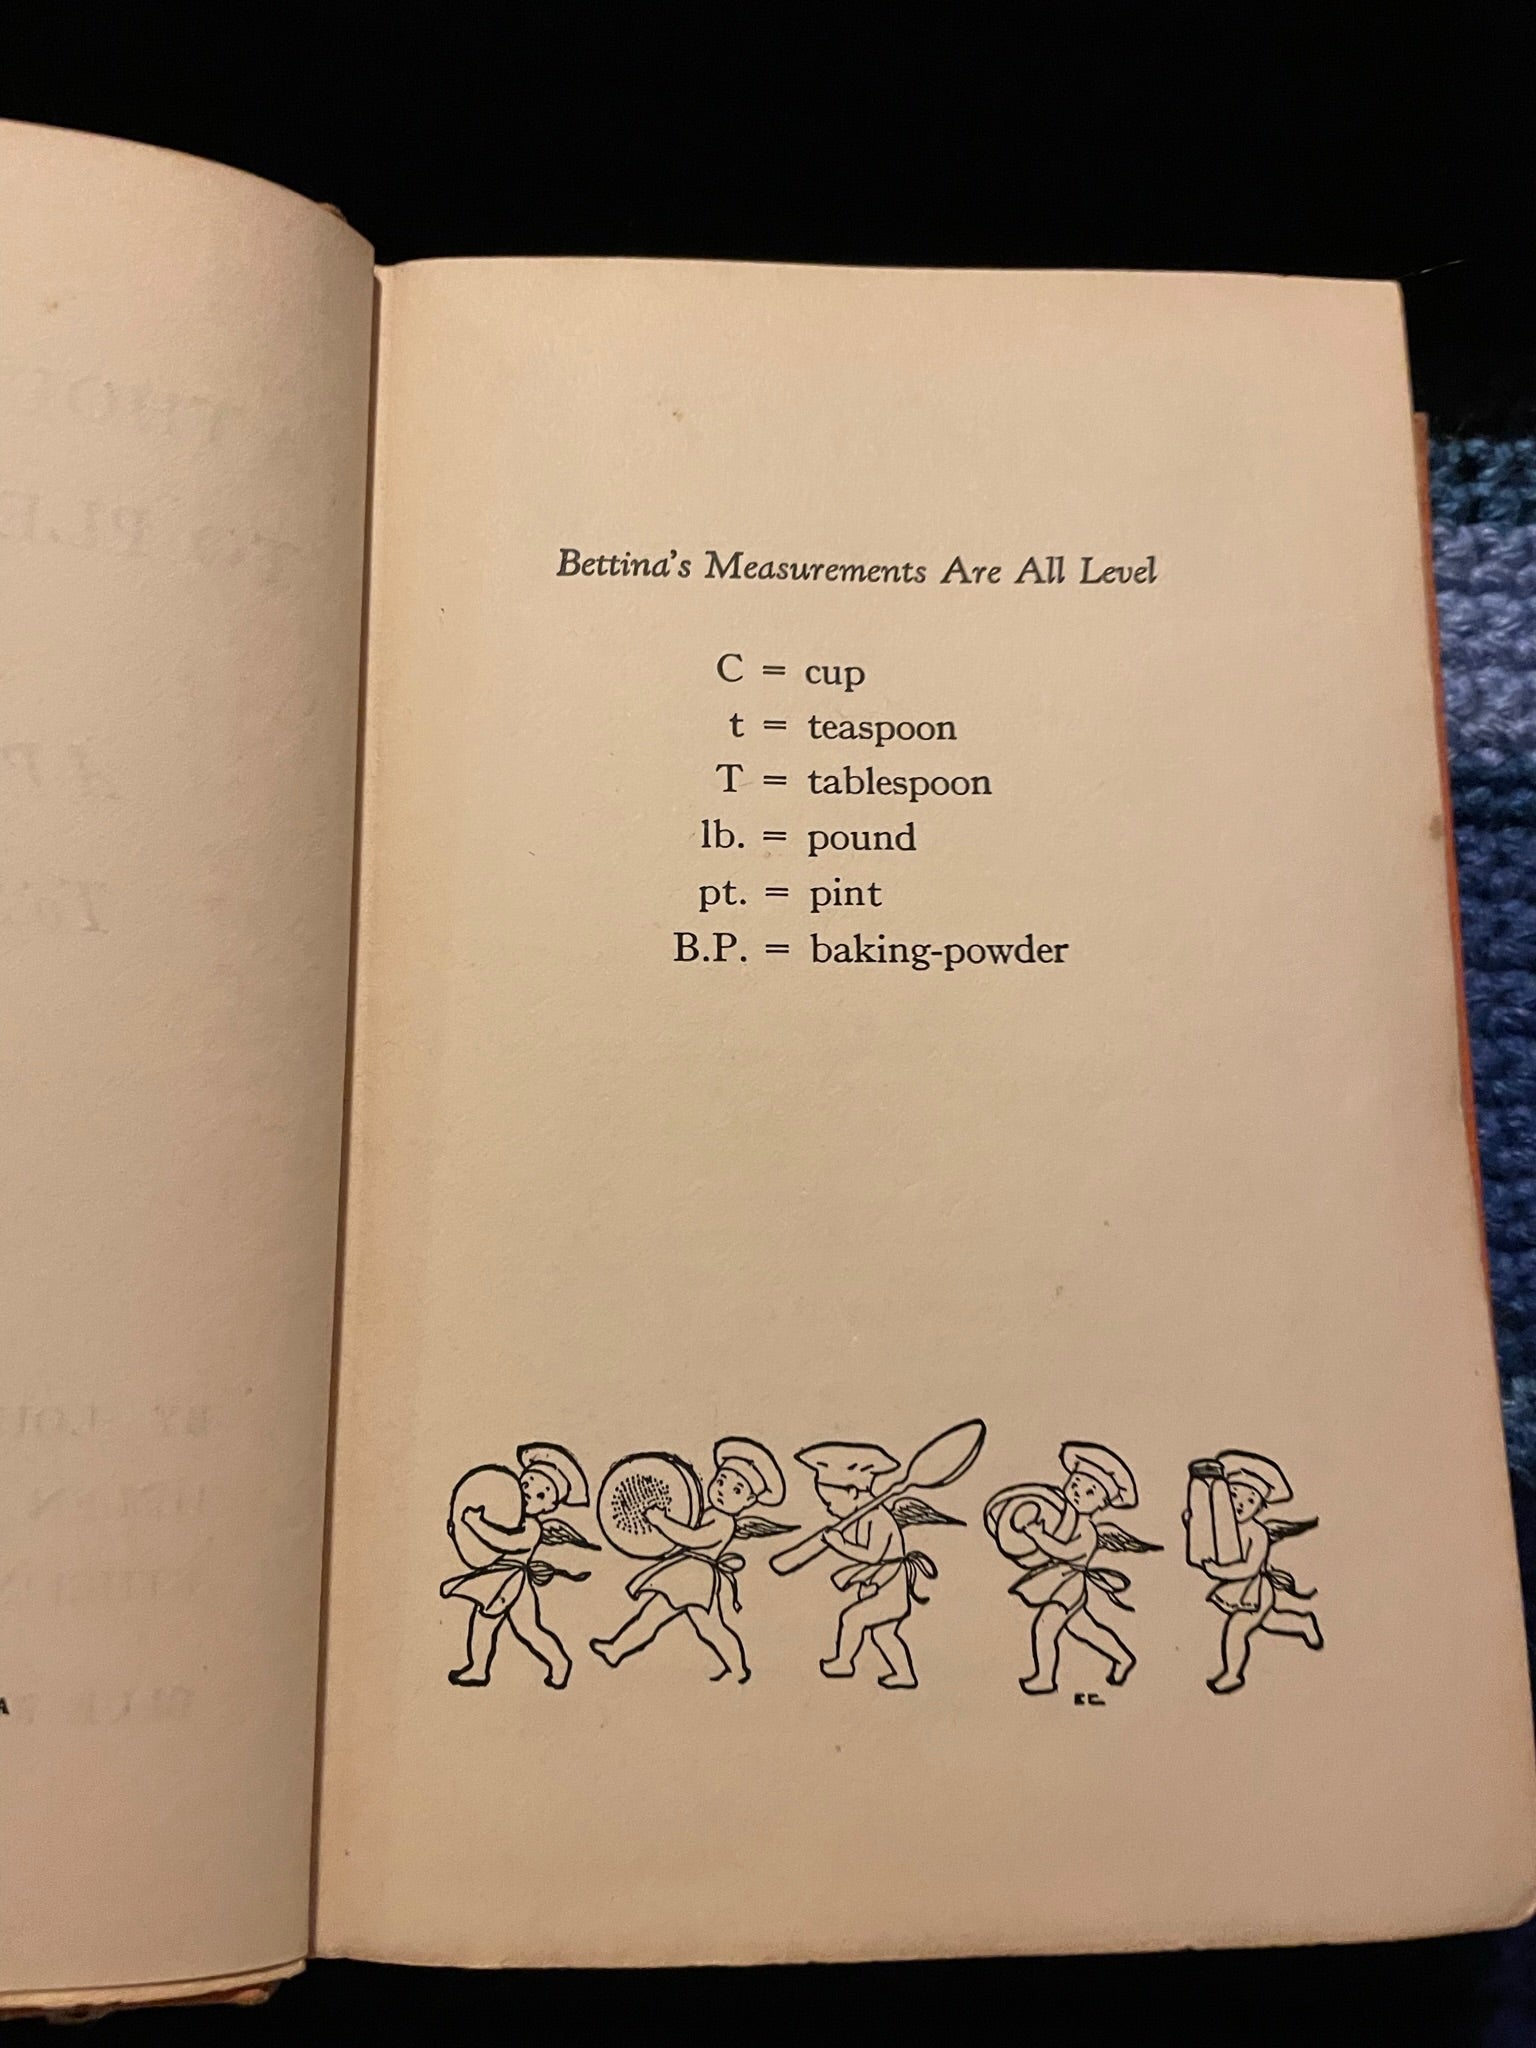 Bettina's Measurements Are All Level
C = cup
t = teaspoon
T = tablespoon
lb. = pound
pt. = pint
B.P. = baking-powder